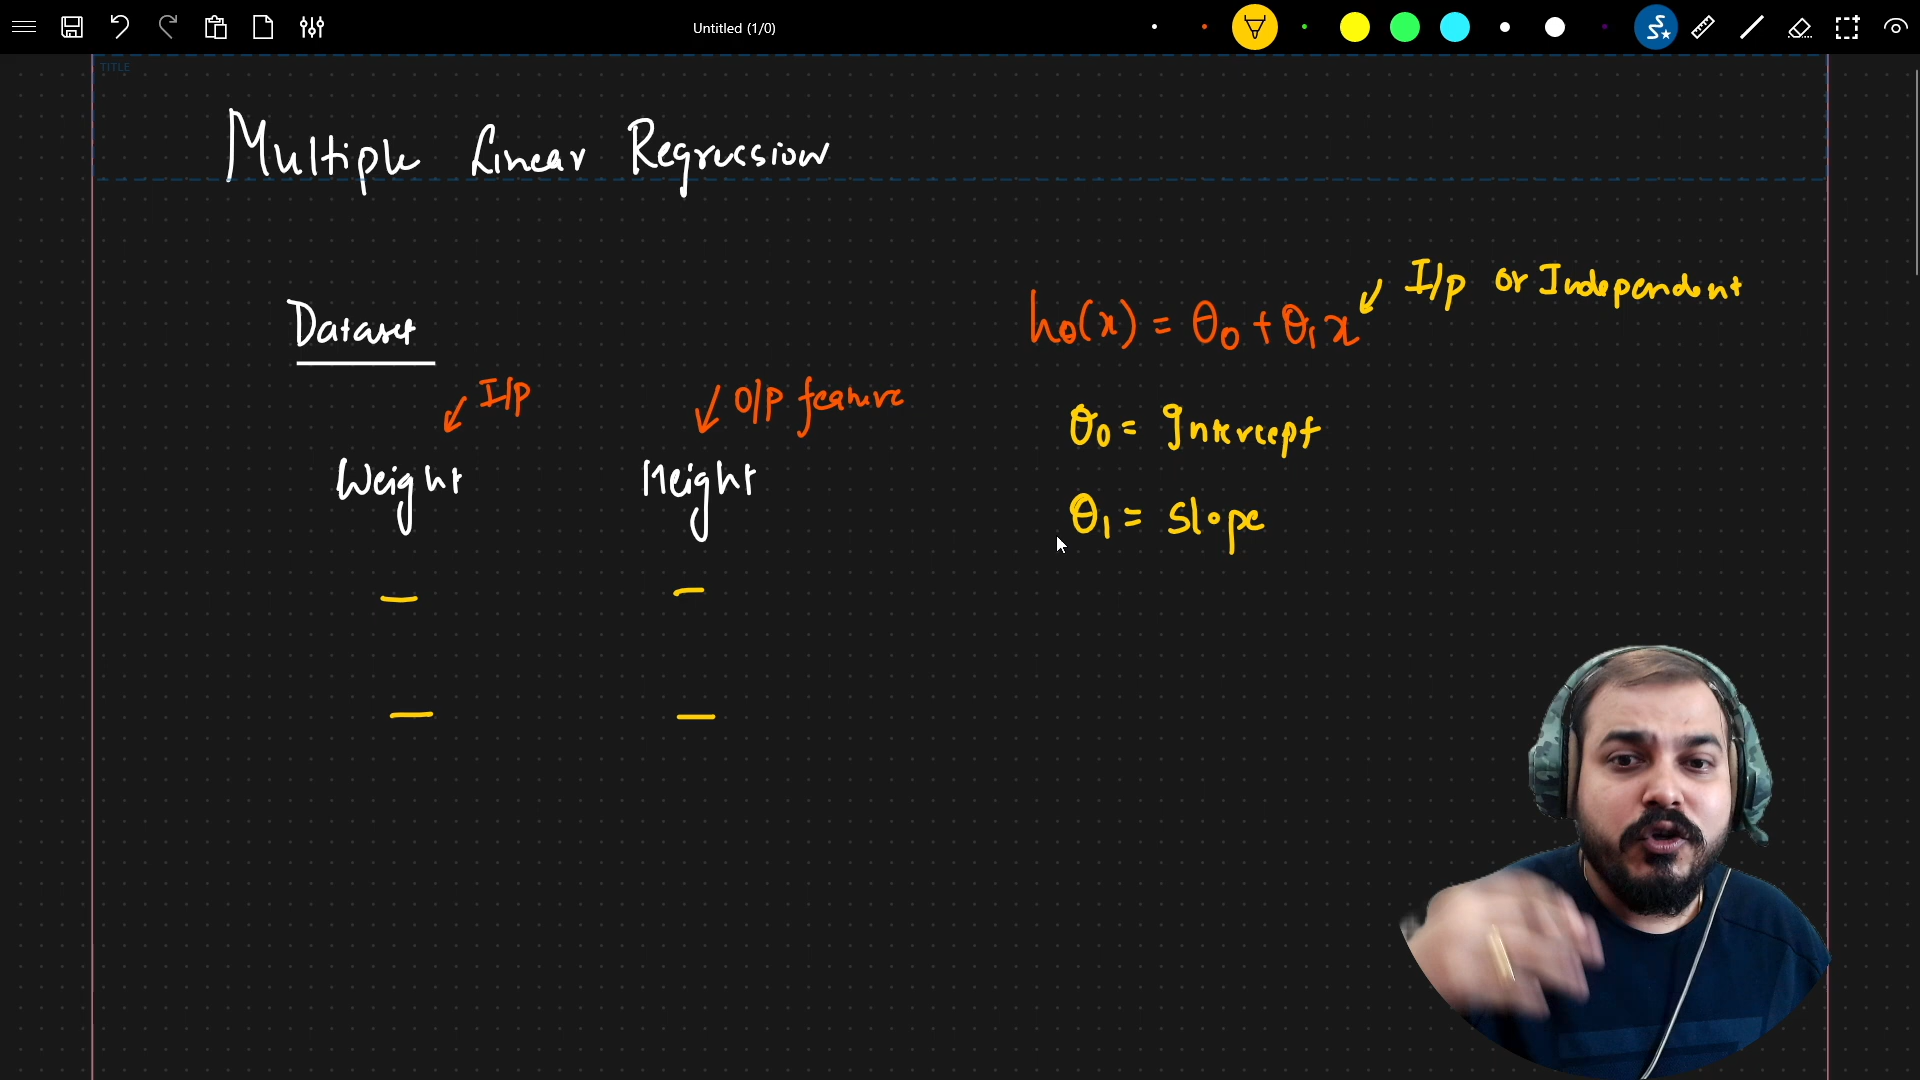 Untitled (1/0)
TITLE
Multiple Linear Regression
Dataset
I/p
O/p feature
Weight
Height
hθ(x) = θ0 + θ1x
I/p or Independent
θ0 = Intercept
θ1 = Slope